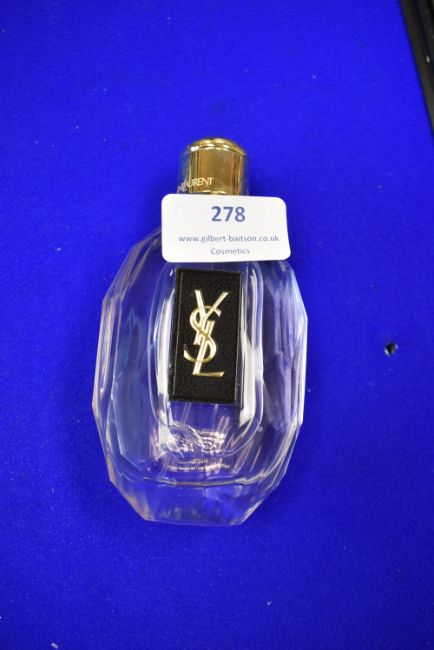 LAURENT
278
www.gilbert-baitson.co.uk
Cosmetics
YSL